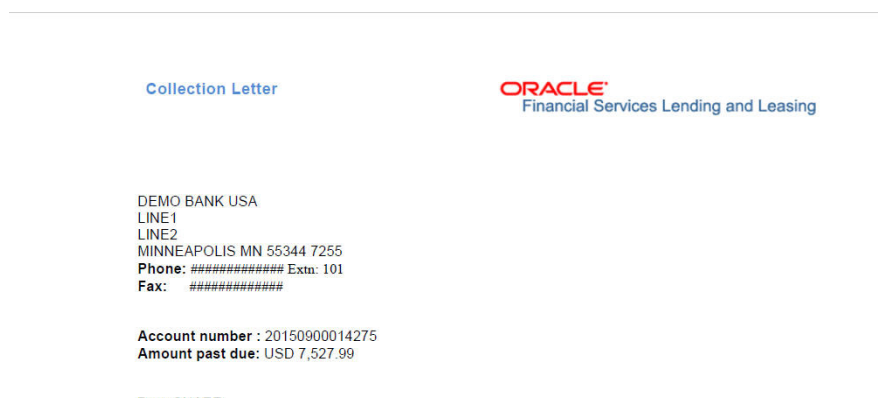 Collection Letter
ORACLE
Financial Services Lending and Leasing
DEMO BANK USA
LINE1
LINE2
MINNEAPOLIS MN 55344 7255
Phone: ############# Extn: 101
Fax: #############
Account number : 20150900014275
Amount past due: USD 7,527.99